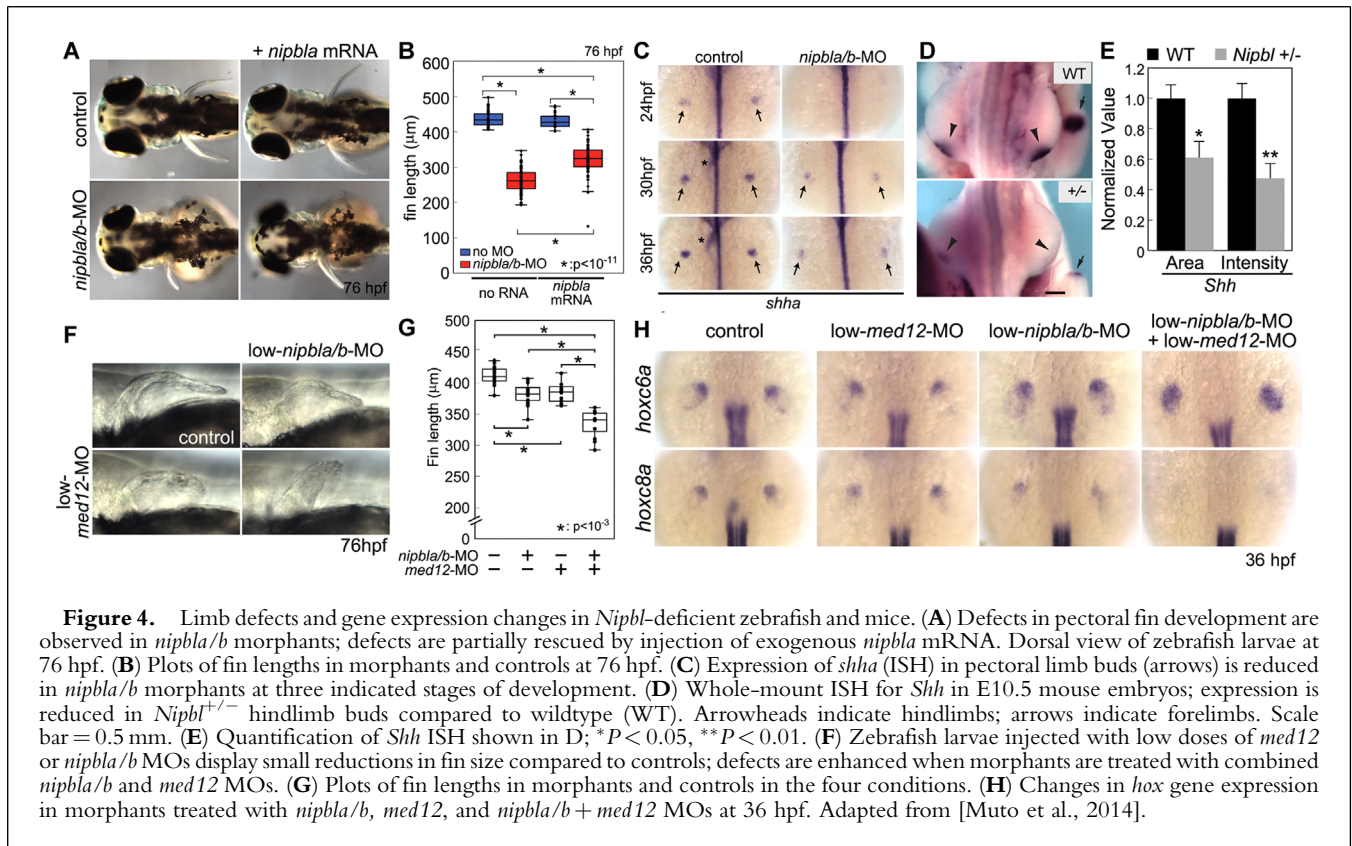 A
+ nipbla mRNA
control
nipbla/b-MO
76 hpf
B
76 hpf
600
500
400
300
200
100
0
fin length (μm)
*
*
*
*
no MO
nipbla/b-MO
*:p<10-11
no RNA
nipbla
mRNA
C
control
nipbla/b-MO
24hpf
30hpf
36hpf
*
*
shha
D
WT
+/-
E
WT
Nipbl +/-
1.2
1.0
0.8
0.6
0.4
0.2
0
Normalized Value
*
**
Area
Intensity
Shh
F
low-nipbla/b-MO
control
low-
med12-MO
76hpf
G
500
450
400
350
300
250
200
0
Fin length (μm)
*
*
*
*
*
*: p<10-3
nipbla/b-MO − + − +
med12-MO − − + +
H
control
low-med12-MO
low-nipbla/b-MO
low-nipbla/b-MO
+ low-med12-MO
hoxc6a
hoxc8a
36 hpf
Figure 4. Limb defects and gene expression changes in Nipbl-deficient zebrafish and mice. (A) Defects in pectoral fin development are
observed in nipbla/b morphants; defects are partially rescued by injection of exogenous nipbla mRNA. Dorsal view of zebrafish larvae at
76 hpf. (B) Plots of fin lengths in morphants and controls at 76 hpf. (C) Expression of shha (ISH) in pectoral limb buds (arrows) is reduced
in nipbla/b morphants at three indicated stages of development. (D) Whole-mount ISH for Shh in E10.5 mouse embryos; expression is
reduced in Nipbl+/− hindlimb buds compared to wildtype (WT). Arrowheads indicate hindlimbs; arrows indicate forelimbs. Scale
bar = 0.5 mm. (E) Quantification of Shh ISH shown in D; *P < 0.05, **P < 0.01. (F) Zebrafish larvae injected with low doses of med12
or nipbla/b MOs display small reductions in fin size compared to controls; defects are enhanced when morphants are treated with combined
nipbla/b and med12 MOs. (G) Plots of fin lengths in morphants and controls in the four conditions. (H) Changes in hox gene expression
in morphants treated with nipbla/b, med12, and nipbla/b + med12 MOs at 36 hpf. Adapted from [Muto et al., 2014].